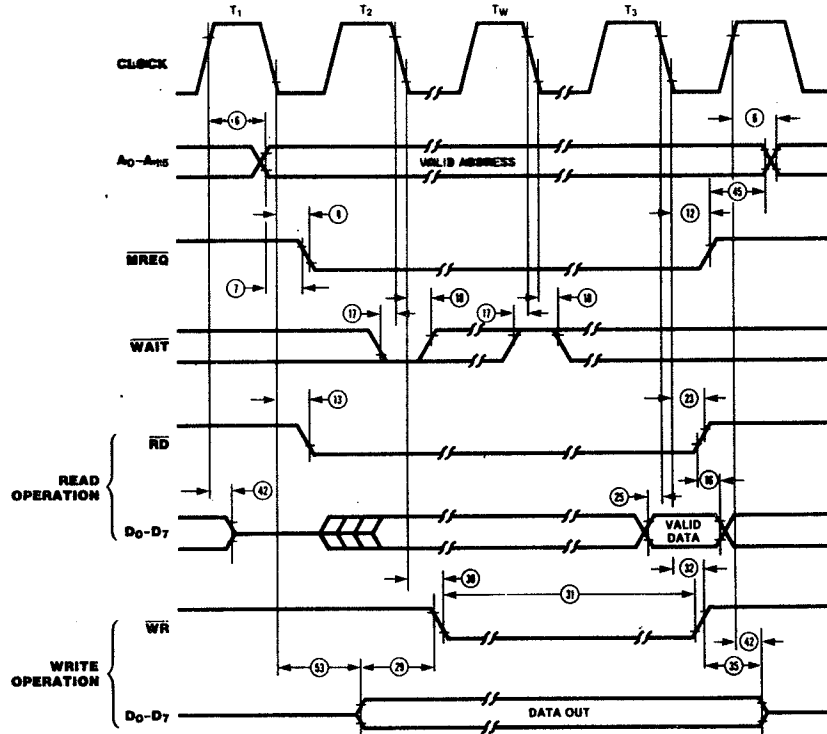 T1 T2 TW T3
CLOCK
6 6
A0-A15 VALID ADDRESS
45
8 12
MREQ
7
17 18 17 18
WAIT
13 23
RD
READ OPERATION
42 25 16
D0-D7 VALID DATA
30 32
31
WR
WRITE OPERATION
53 29 42
35
D0-D7 DATA OUT